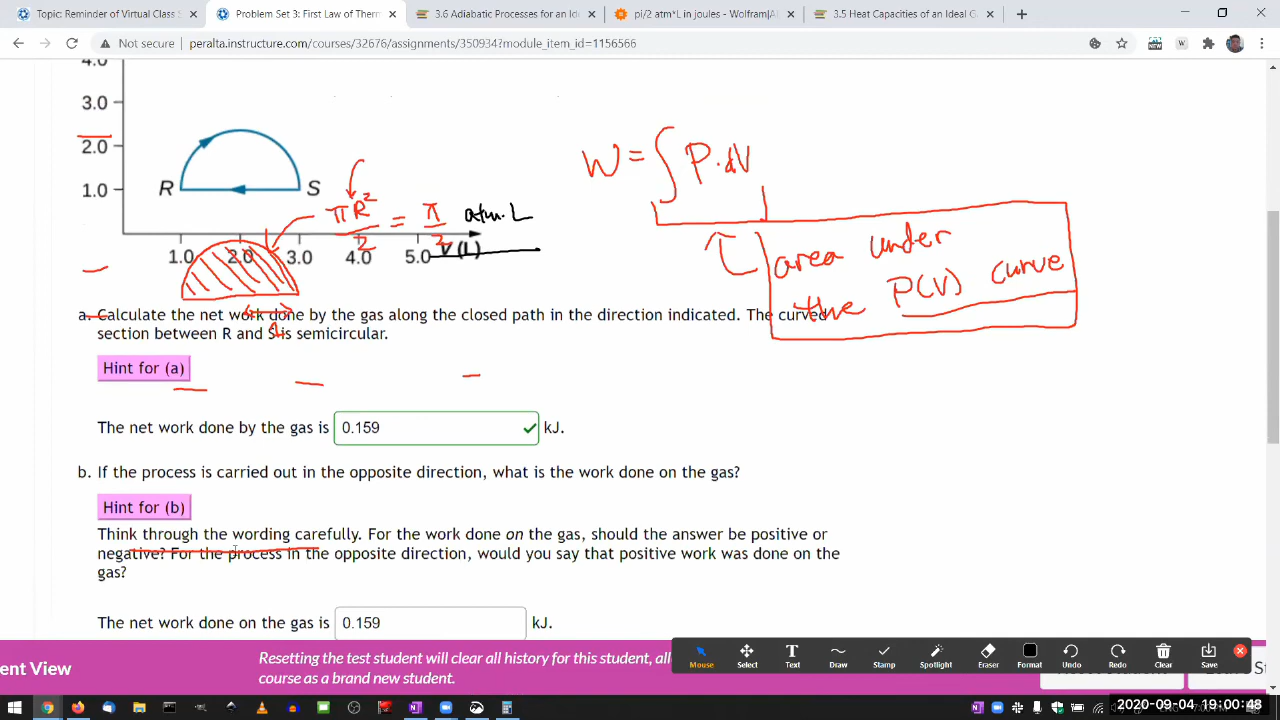 Topic: Reminder of Virtual Class S
Problem Set 3: First Law of Therm
3.6 Adiabatic Processes for an Ide
pi/2 atm*L in joules - Wolfram|Al
3.5 Heat Capacities of an Ideal G
Not secure
peralta.instructure.com/courses/32676/assignments/350934?module_item_id=1156566
4.0
3.0
2.0
1.0
R
S
1.0 2.0 3.0 4.0 5.0 V (L)
πR²/2 = π/2 atm·L
1
W = ∫ P·dV
area under
the P(V) curve
a. Calculate the net work done by the gas along the closed path in the direction indicated. The curved
section between R and S is semicircular.
Hint for (a)
The net work done by the gas is 0.159 kJ.
b. If the process is carried out in the opposite direction, what is the work done on the gas?
Hint for (b)
Think through the wording carefully. For the work done on the gas, should the answer be positive or
negative? For the process in the opposite direction, would you say that positive work was done on the
gas?
The net work done on the gas is 0.159 kJ.
ent View
Resetting the test student will clear all history for this student, all
course as a brand new student.
Mouse Select Text Draw Stamp Spotlight Eraser Format Undo Redo Clear Save
2020-09-04 19:00:48